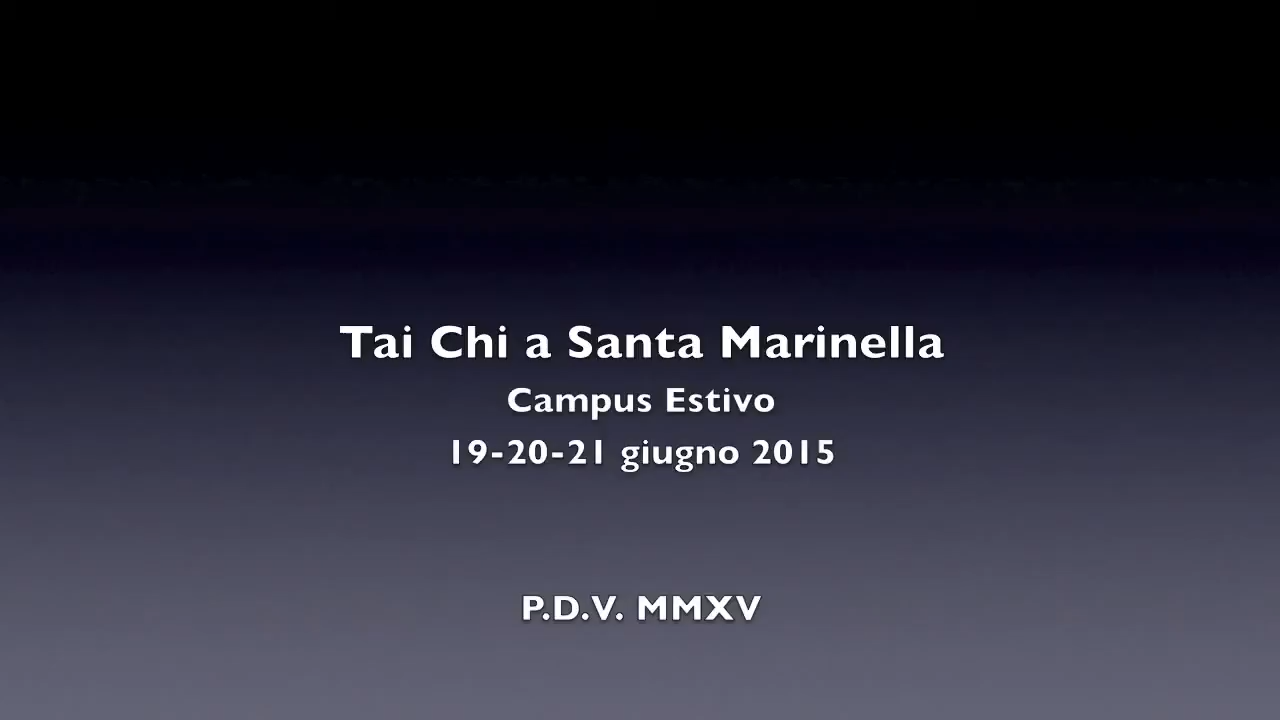 Tai Chi a Santa Marinella
Campus Estivo
19-20-21 giugno 2015
P.D.V. MMXV